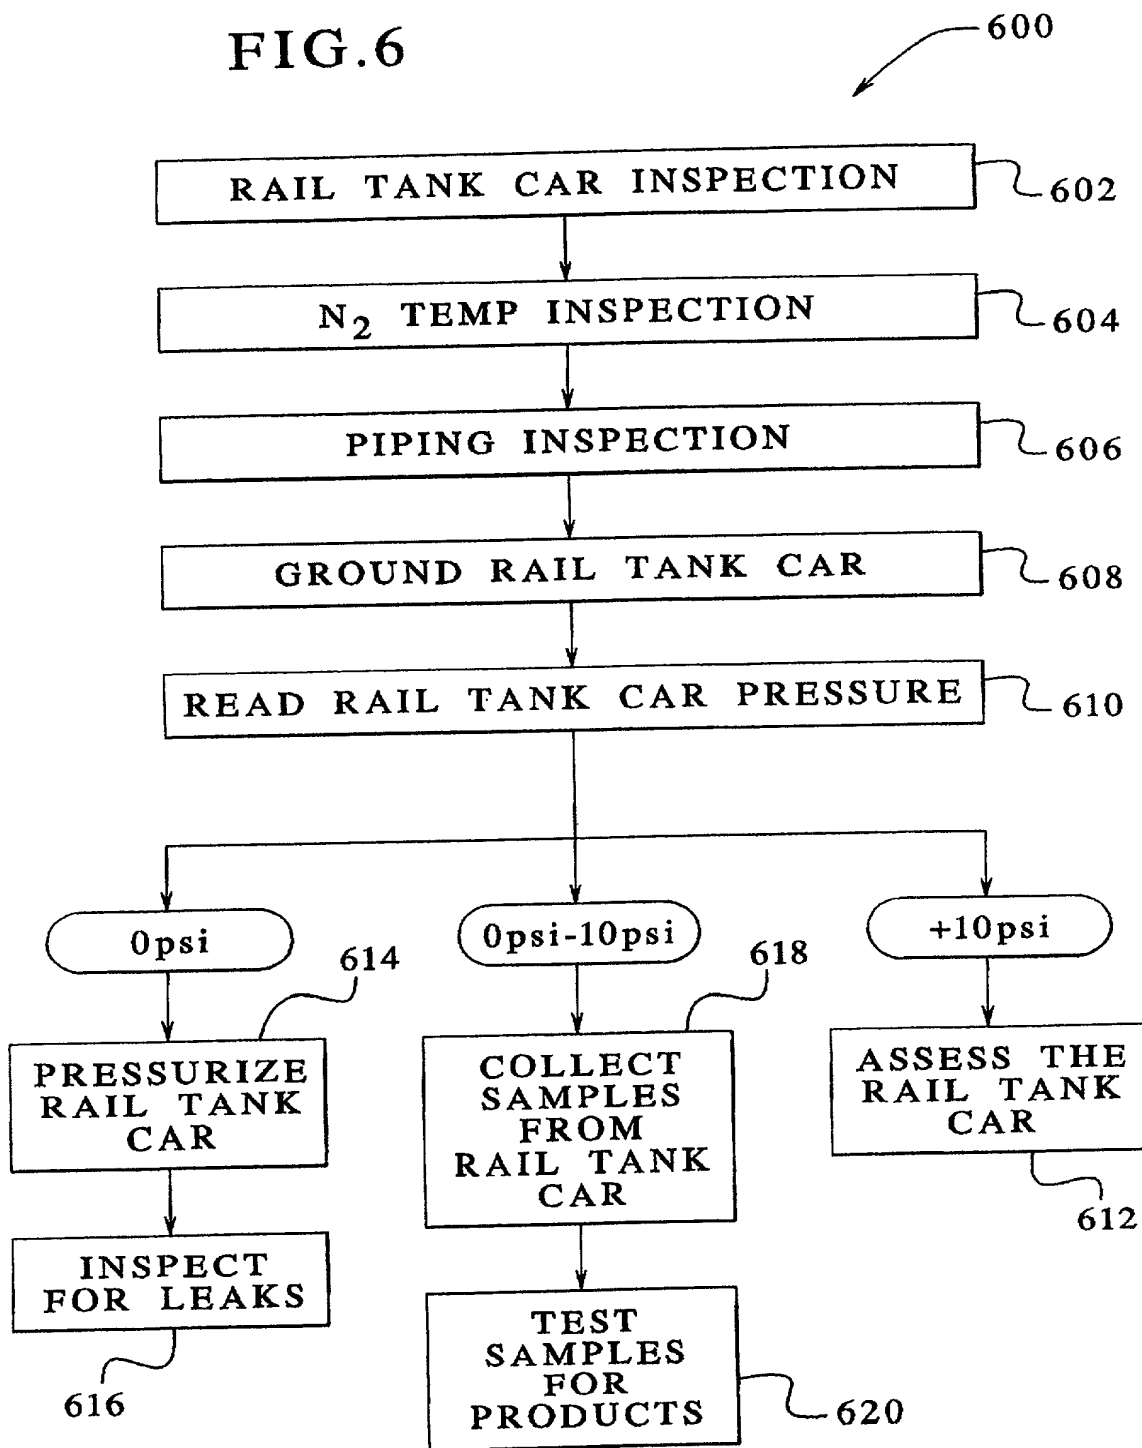 FIG.6
600
RAIL TANK CAR INSPECTION
602
N2 TEMP INSPECTION
604
PIPING INSPECTION
606
GROUND RAIL TANK CAR
608
READ RAIL TANK CAR PRESSURE
610
0psi
0psi-10psi
+10psi
614
618
PRESSURIZE
RAIL TANK
CAR
COLLECT
SAMPLES
FROM
RAIL TANK
CAR
ASSESS THE
RAIL TANK
CAR
612
INSPECT
FOR LEAKS
616
TEST
SAMPLES
FOR
PRODUCTS
620